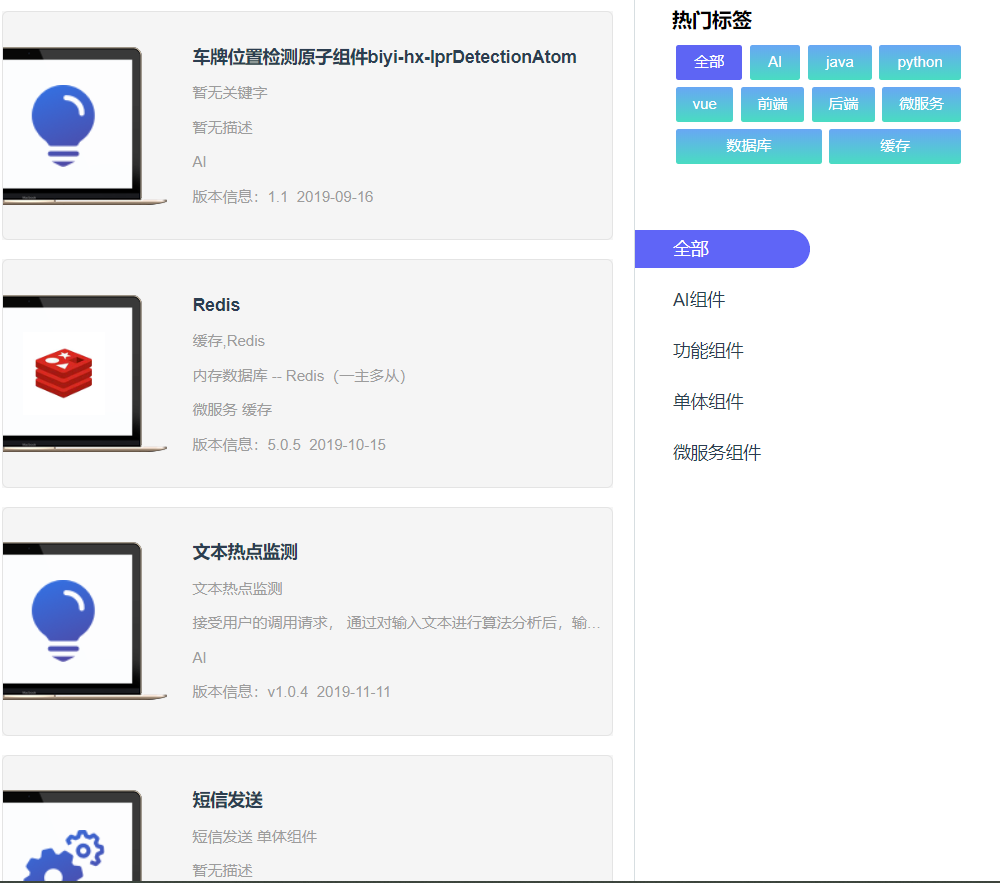 车牌位置检测原子组件biyi-hx-lprDetectionAtom
暂无关键字
暂无描述
AI
版本信息：1.1 2019-09-16
Redis
缓存,Redis
内存数据库 -- Redis（一主多从）
微服务 缓存
版本信息：5.0.5 2019-10-15
文本热点监测
文本热点监测
接受用户的调用请求， 通过对输入文本进行算法分析后，输...
AI
版本信息：v1.0.4 2019-11-11
短信发送
短信发送 单体组件
暂无描述
热门标签
全部 AI java python
vue 前端 后端 微服务
数据库 缓存
全部
AI组件
功能组件
单体组件
微服务组件